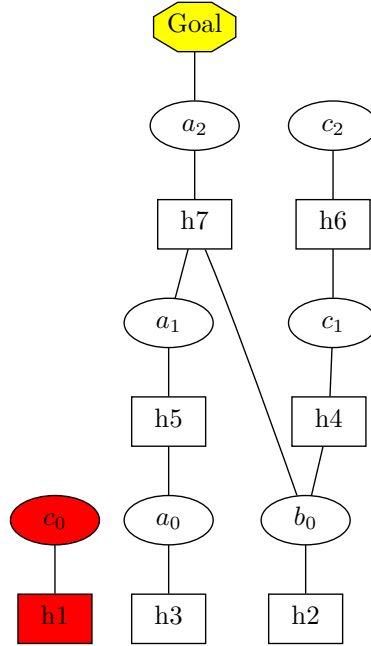 Goal
a₂ c₂
h7 h6
a₁ c₁
h5 h4
c₀ a₀ b₀
h1 h3 h2